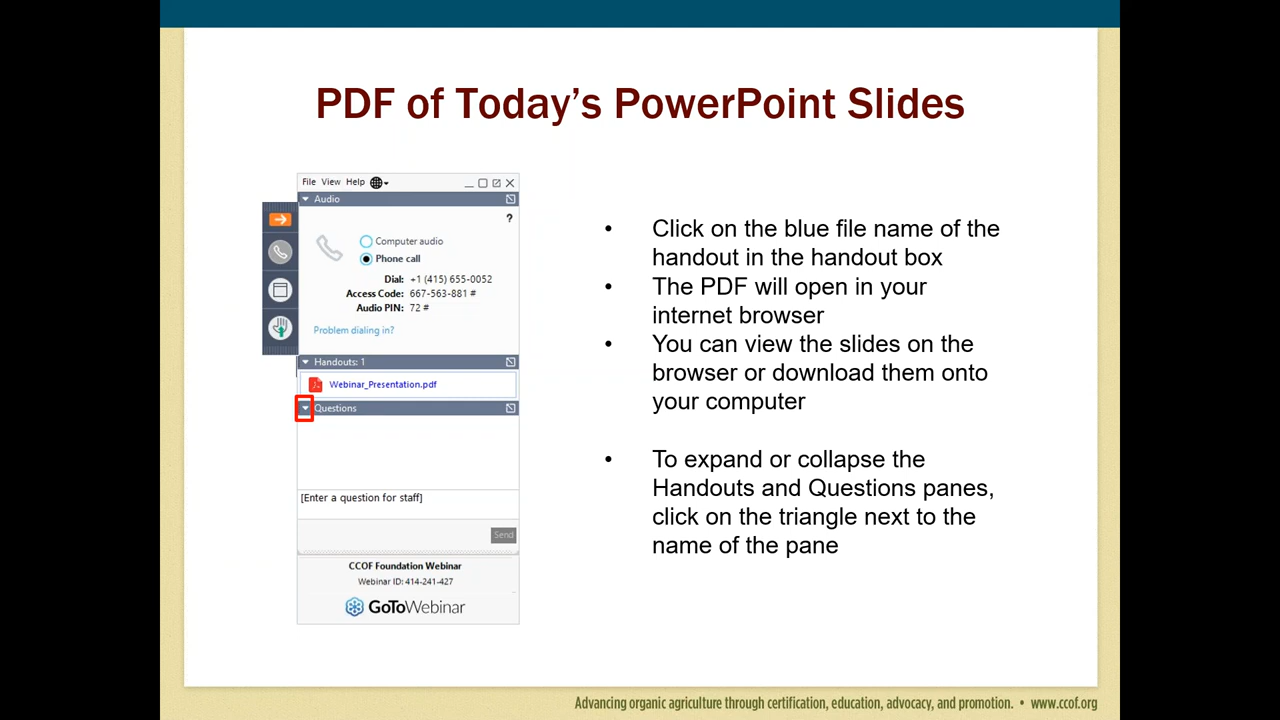 PDF of Today's PowerPoint Slides
File View Help
Audio
?
Computer audio
Phone call
Dial: +1 (415) 655-0052
Access Code: 667-563-881 #
Audio PIN: 72 #
Problem dialing in?
Handouts: 1
Webinar_Presentation.pdf
Questions
[Enter a question for staff]
Send
CCOF Foundation Webinar
Webinar ID: 414-241-427
GoToWebinar
• Click on the blue file name of the
handout in the handout box
• The PDF will open in your
internet browser
• You can view the slides on the
browser or download them onto
your computer
• To expand or collapse the
Handouts and Questions panes,
click on the triangle next to the
name of the pane
Advancing organic agriculture through certification, education, advocacy, and promotion. • www.ccof.org